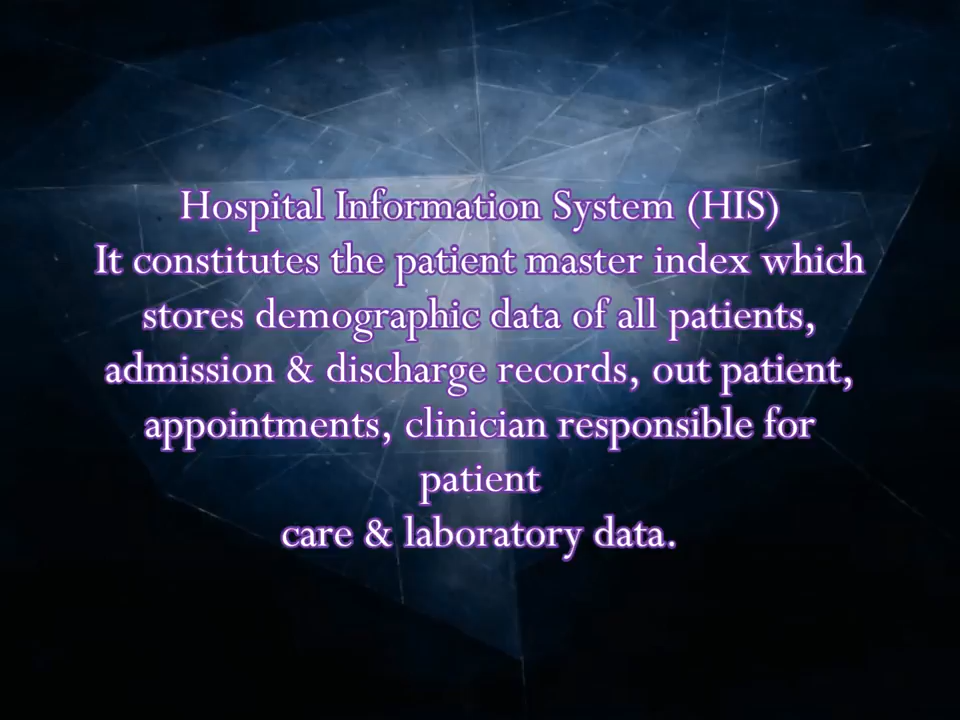 Hospital Information System (HIS)
It constitutes the patient master index which
stores demographic data of all patients,
admission & discharge records, out patient,
appointments, clinician responsible for
patient
care & laboratory data.